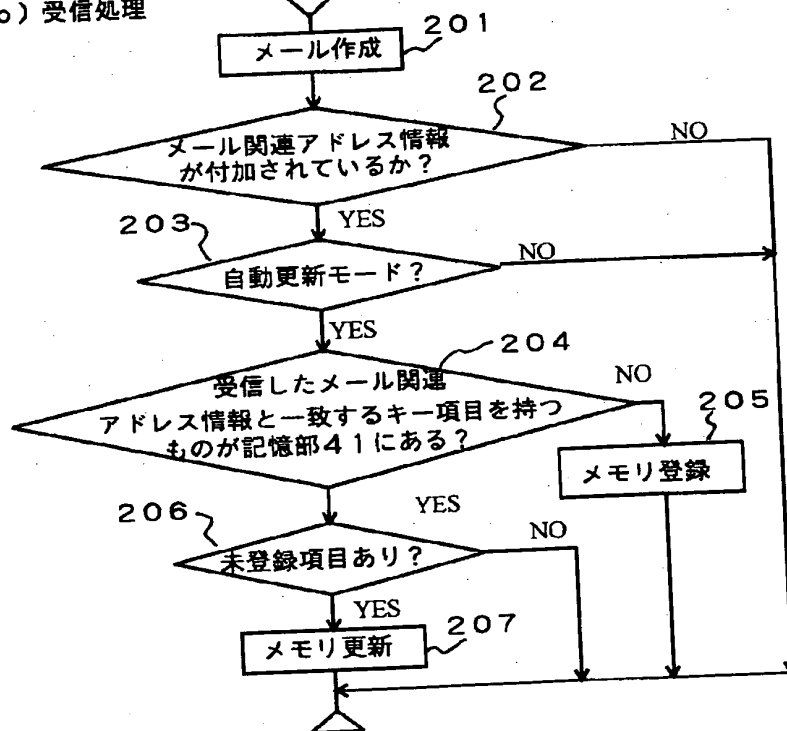 ）受信処理
201
メール作成
202
メール関連アドレス情報
が付加されているか？
NO
YES
203
自動更新モード？
NO
YES
204
受信したメール関連
アドレス情報と一致するキー項目を持つ
ものが記憶部41にある？
NO
205
メモリ登録
YES
206
未登録項目あり？
NO
YES
207
メモリ更新